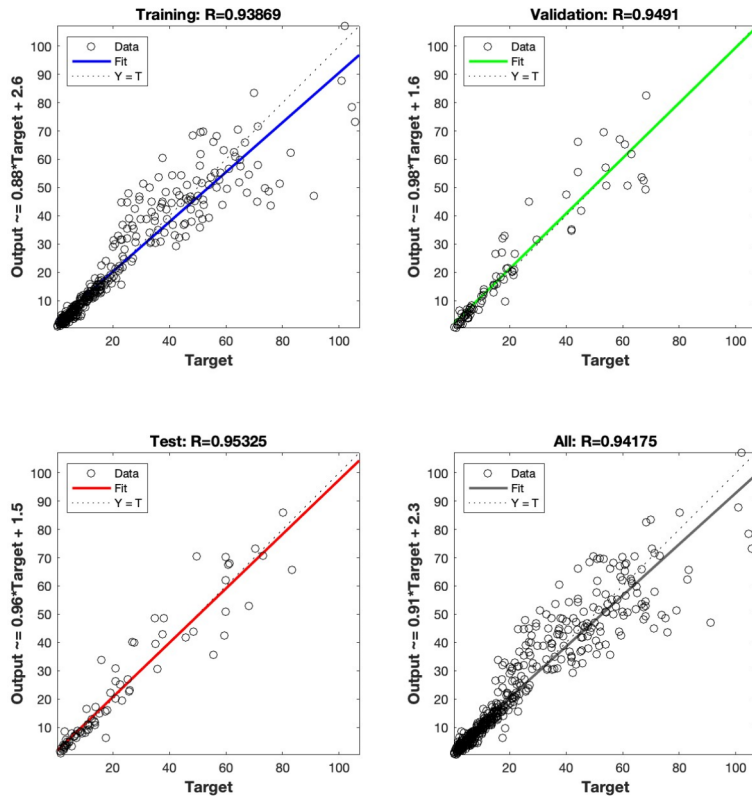 Training: R=0.93869
Output ~= 0.88*Target + 2.6
100
90
80
70
60
50
40
30
20
10
Data
Fit
Y = T
20 40 60 80 100
Target
Validation: R=0.9491
Output ~= 0.98*Target + 1.6
100
90
80
70
60
50
40
30
20
10
Data
Fit
Y = T
20 40 60 80 100
Target
Test: R=0.95325
Output ~= 0.96*Target + 1.5
100
90
80
70
60
50
40
30
20
10
Data
Fit
Y = T
20 40 60 80 100
Target
All: R=0.94175
Output ~= 0.91*Target + 2.3
100
90
80
70
60
50
40
30
20
10
Data
Fit
Y = T
20 40 60 80 100
Target